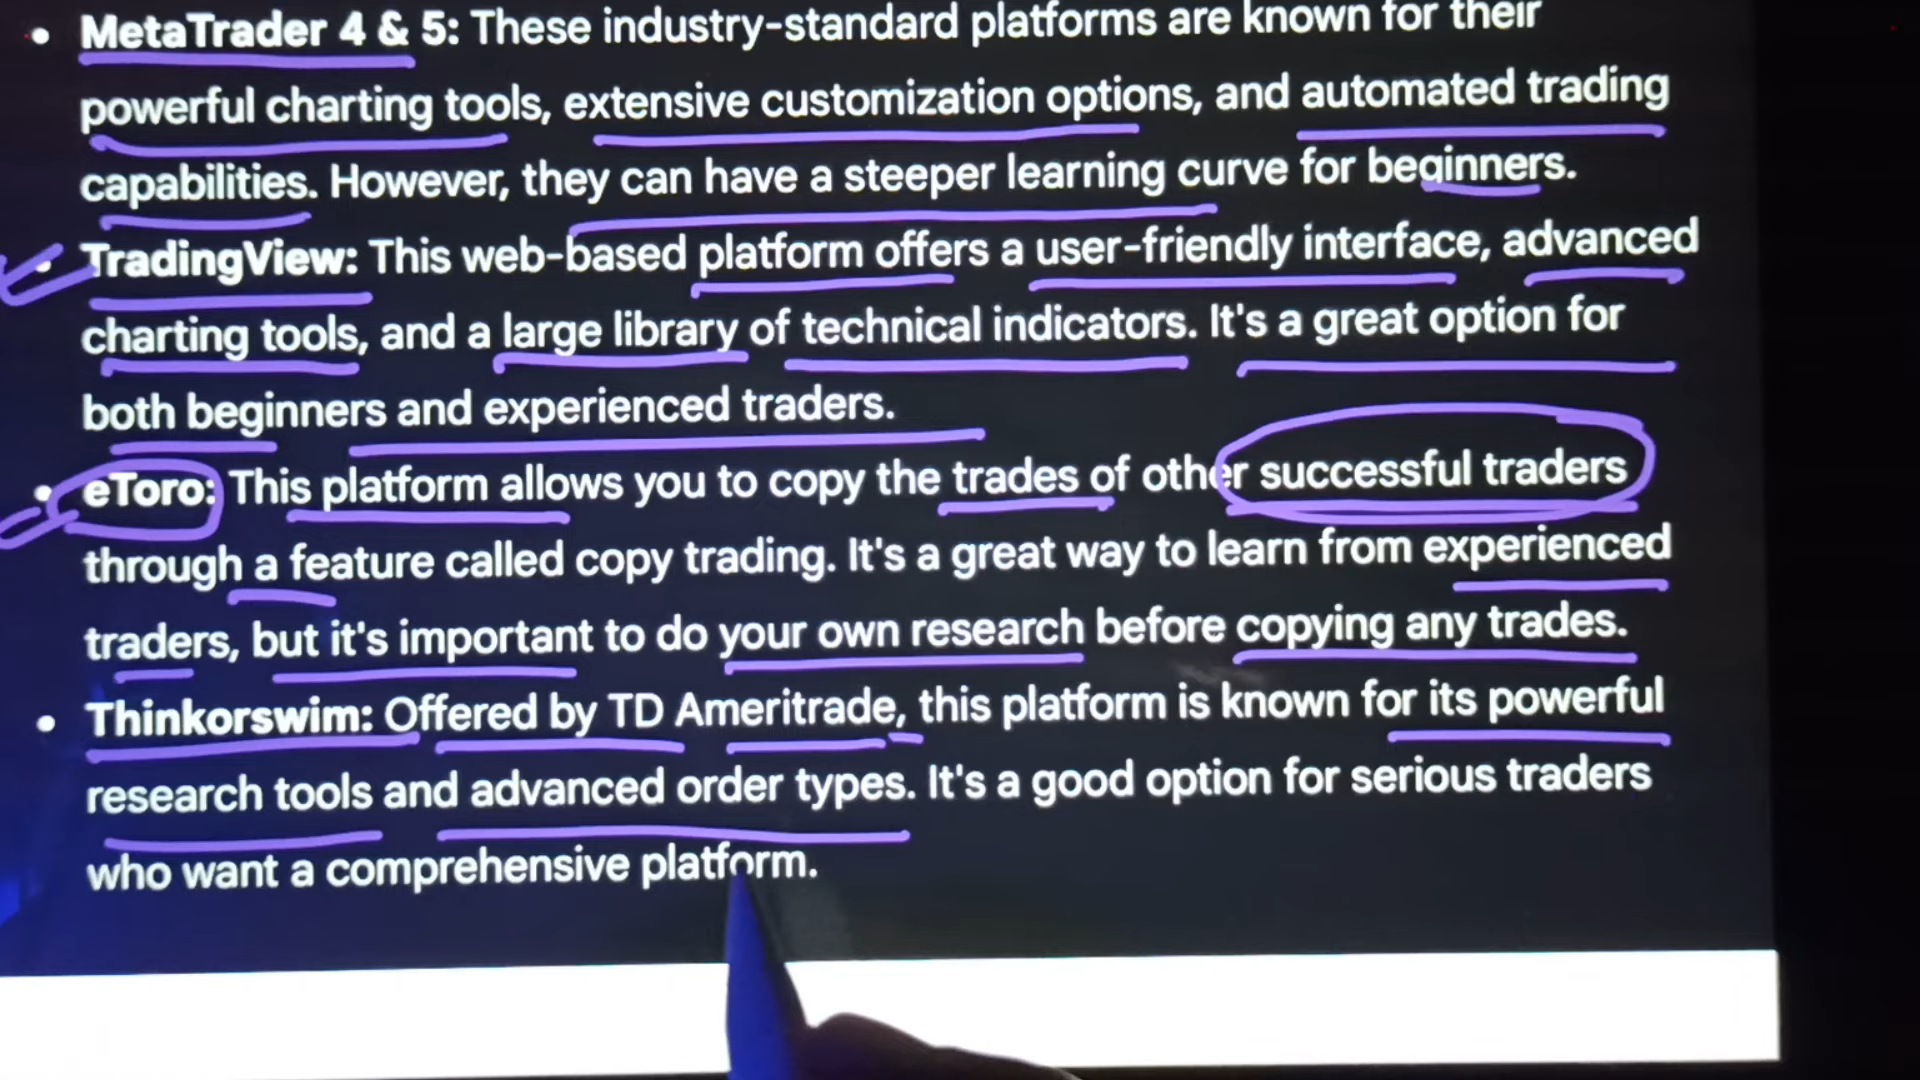 • MetaTrader 4 & 5: These industry-standard platforms are known for their
powerful charting tools, extensive customization options, and automated trading
capabilities. However, they can have a steeper learning curve for beginners.
• TradingView: This web-based platform offers a user-friendly interface, advanced
charting tools, and a large library of technical indicators. It's a great option for
both beginners and experienced traders.
• eToro: This platform allows you to copy the trades of other successful traders
through a feature called copy trading. It's a great way to learn from experienced
traders, but it's important to do your own research before copying any trades.
• Thinkorswim: Offered by TD Ameritrade, this platform is known for its powerful
research tools and advanced order types. It's a good option for serious traders
who want a comprehensive platform.